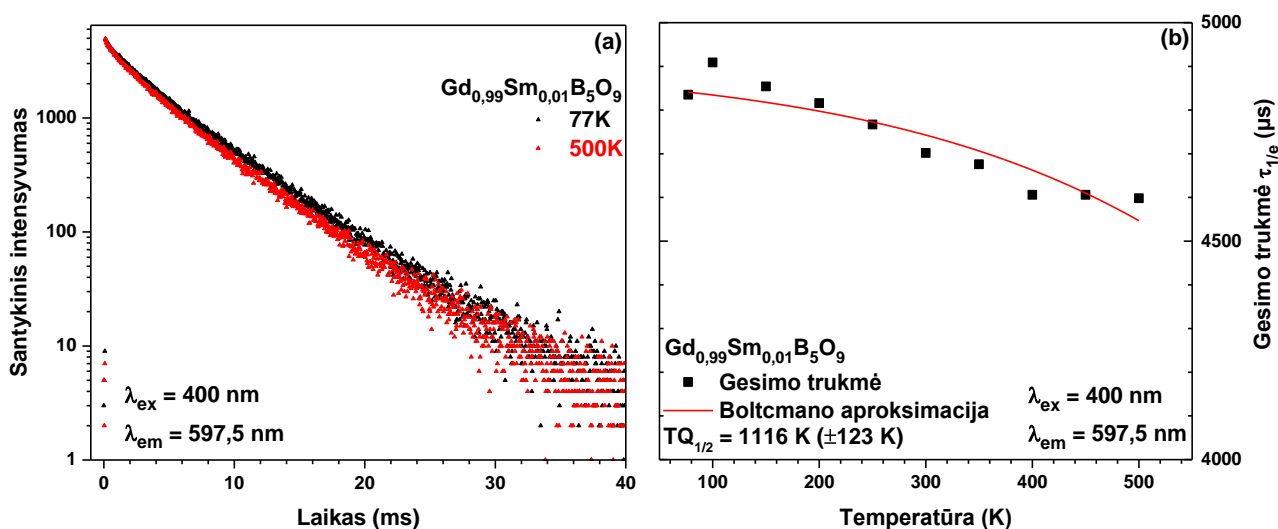 (a)
Gd0,99Sm0,01B5O9
77K
500K
Santykinis intensyvumas
1000
100
10
1
λex = 400 nm
λem = 597,5 nm
0
10
20
30
40
Laikas (ms)
(b)
5000
4500
4000
Gesimo trukmė τ1/e (µs)
Gd0,99Sm0,01B5O9
Gesimo trukmė
Boltcmano aproksimacija
TQ1/2 = 1116 K (±123 K)
λex = 400 nm
λem = 597,5 nm
100
200
300
400
500
Temperatūra (K)